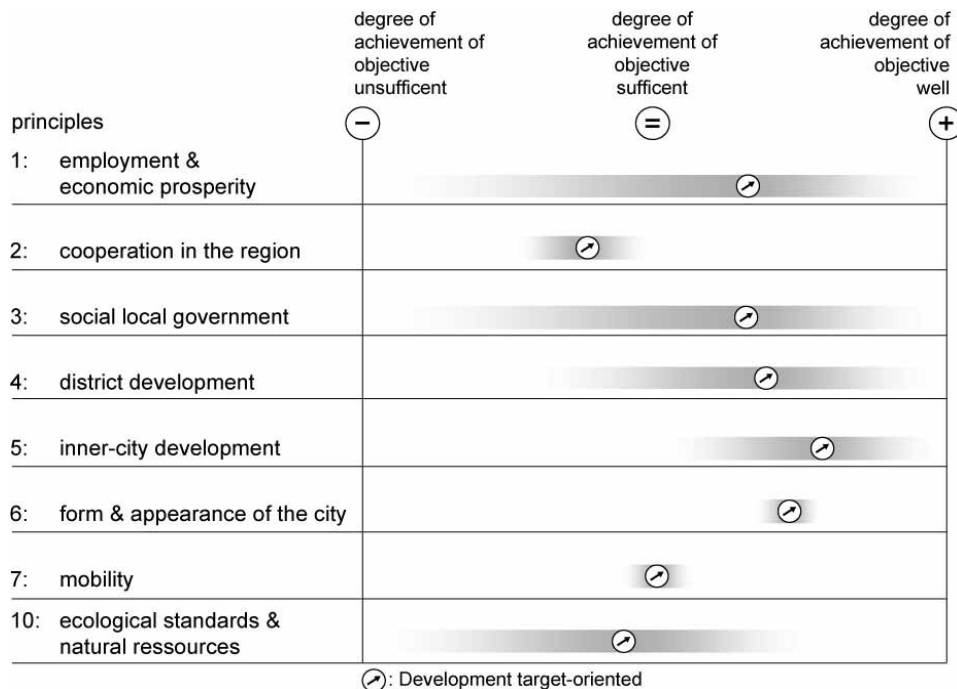 degree of
achievement of
objective
unsufficent
degree of
achievement of
objective
sufficent
degree of
achievement of
objective
well
principles
−
=
+
1: employment &
economic prosperity
2: cooperation in the region
3: social local government
4: district development
5: inner-city development
6: form & appearance of the city
7: mobility
10: ecological standards &
natural ressources
: Development target-oriented